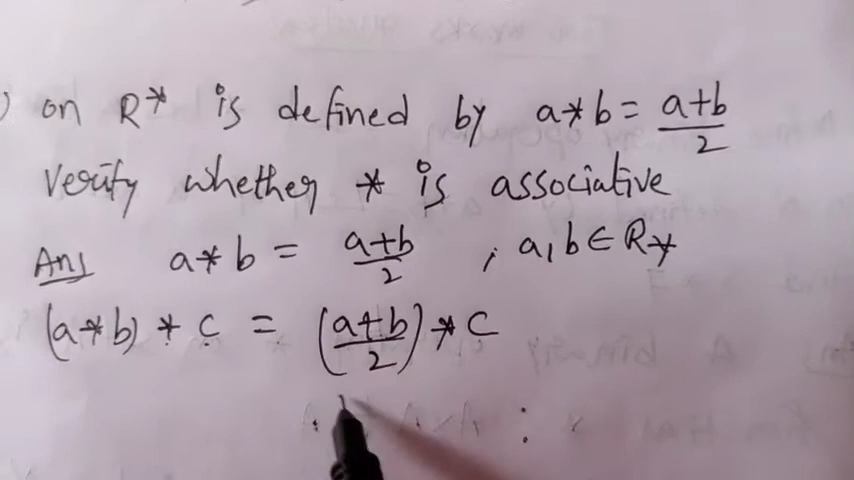 ) on R* is defined by a*b = a+b/2
Verify whether * is associative
Ans a*b = a+b/2 ; a,b ∈ R*
(a*b) * c = (a+b/2) * c